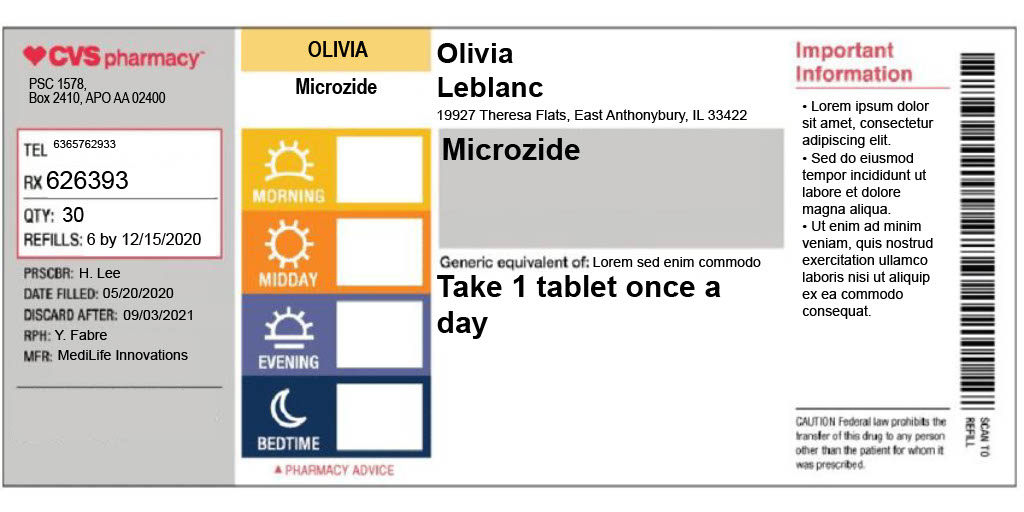 CVS pharmacy
PSC 1578,
Box 2410, APO AA 02400
TEL 6365762933
RX 626393
QTY: 30
REFILLS: 6 by 12/15/2020
PRSCBR: H. Lee
DATE FILLED: 05/20/2020
DISCARD AFTER: 09/03/2021
RPH: Y. Fabre
MFR: MediLife Innovations
OLIVIA
Microzide
MORNING
MIDDAY
EVENING
BEDTIME
▲ PHARMACY ADVICE
Olivia
Leblanc
19927 Theresa Flats, East Anthonybury, IL 33422
Microzide
Generic equivalent of: Lorem sed enim commodo
Take 1 tablet once a
day
Important
Information
• Lorem ipsum dolor
sit amet, consectetur
adipiscing elit.
• Sed do eiusmod
tempor incididunt ut
labore et dolore
magna aliqua.
• Ut enim ad minim
veniam, quis nostrud
exercitation ullamco
laboris nisi ut aliquip
ex ea commodo
consequat.
CAUTION Federal law prohibits the
transfer of this drug to any person
other than the patient for whom it
was prescribed.
SCAN TO
REFILL